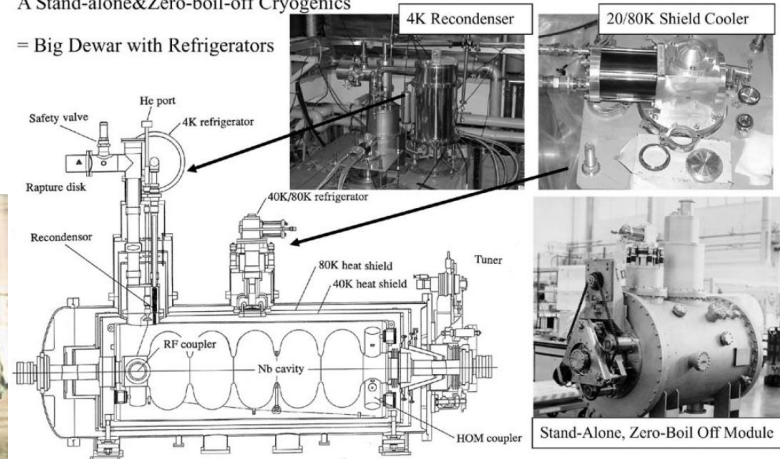 A Stand-alone&Zero-boil-off Cryogenics
= Big Dewar with Refrigerators
4K Recondenser
20/80K Shield Cooler
He port
Safety valve
4K refrigerator
Rapture disk
40K/80K refrigerator
Recondensor
80K heat shield
Tuner
40K heat shield
RF coupler
Nb cavity
HOM coupler
Stand-Alone, Zero-Boil Off Module